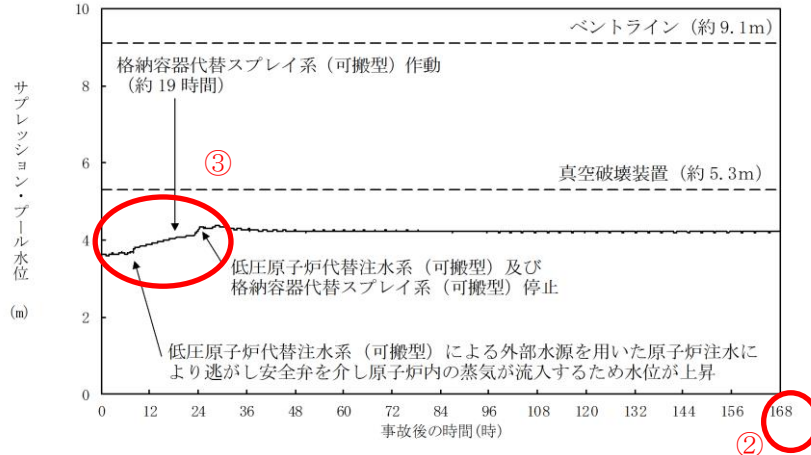 10
ベントライン（約 9.1m）
格納容器代替スプレイ系（可搬型）作動
（約 19 時間）
8
サプレッション・プール水位
(m)
③
6
真空破壊装置（約 5.3m）
4
低圧原子炉代替注水系（可搬型）及び
格納容器代替スプレイ系（可搬型）停止
2
低圧原子炉代替注水系（可搬型）による外部水源を用いた原子炉注水に
より逃がし安全弁を介し原子炉内の蒸気が流入するため水位が上昇
0
0 12 24 36 48 60 72 84 96 108 120 132 144 156 168
事故後の時間(時)
②